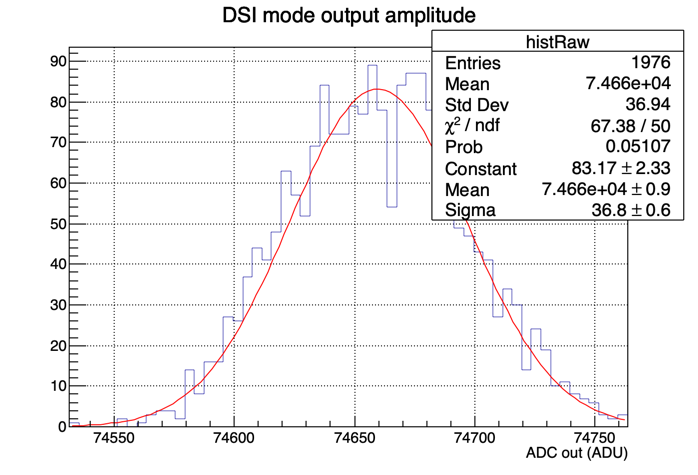 DSI mode output amplitude
histRaw
Entries 1976
Mean 7.466e+04
Std Dev 36.94
χ² / ndf 67.38 / 50
Prob 0.05107
Constant 83.17 ± 2.33
Mean 7.466e+04 ± 0.9
Sigma 36.8 ± 0.6
90
80
70
60
50
40
30
20
10
0
74550 74600 74650 74700 74750
ADC out (ADU)